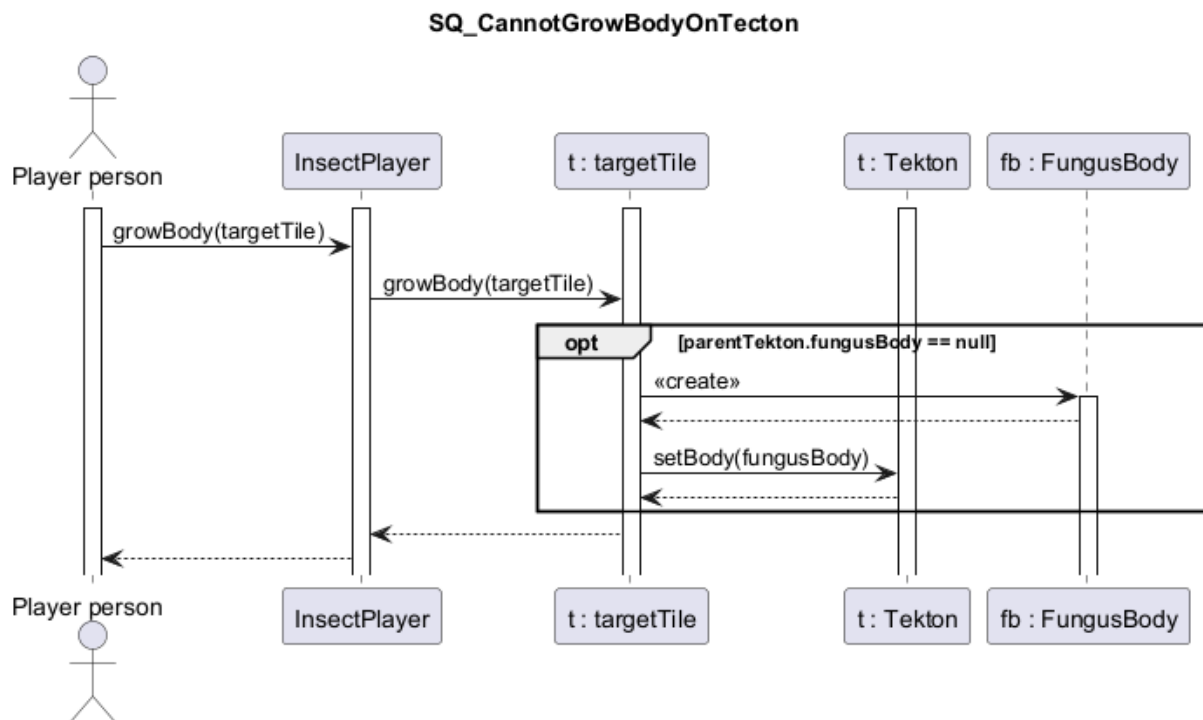 SQ_CannotGrowBodyOnTecton
Player person
InsectPlayer
t : targetTile
t : Tekton
fb : FungusBody
growBody(targetTile)
growBody(targetTile)
opt
[parentTekton.fungusBody == null]
«create»
setBody(fungusBody)
Player person
InsectPlayer
t : targetTile
t : Tekton
fb : FungusBody